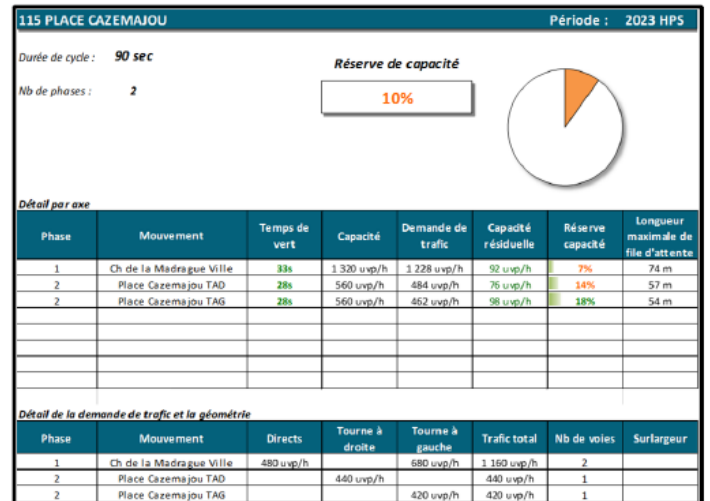 115 PLACE CAZEMAJOU Période : 2023 HPS
Durée de cycle : 90 sec
Réserve de capacité
Nb de phases : 2
10%
Détail par axe
Phase Mouvement Temps de vert Capacité Demande de trafic Capacité résiduelle Réserve capacité Longueur maximale de file d'attente
1 Ch de la Madrague Ville 33s 1 320 uvp/h 1 228 uvp/h 92 uvp/h 7% 74 m
2 Place Cazemajou TAD 28s 560 uvp/h 484 uvp/h 76 uvp/h 14% 57 m
2 Place Cazemajou TAG 28s 560 uvp/h 462 uvp/h 98 uvp/h 18% 54 m
Détail de la demande de trafic et la géométrie
Phase Mouvement Directs Tourne à droite Tourne à gauche Trafic total Nb de voies Surlargeur
1 Ch de la Madrague Ville 480 uvp/h 680 uvp/h 1 160 uvp/h 2
2 Place Cazemajou TAD 440 uvp/h 440 uvp/h 1
2 Place Cazemajou TAG 420 uvp/h 420 uvp/h 1